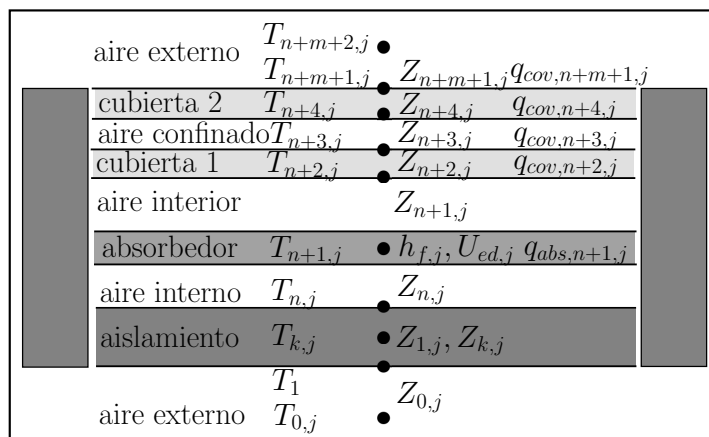 aire externo T_{n+m+2,j}
T_{n+m+1,j} Z_{n+m+1,j} q_{cov,n+m+1,j}
cubierta 2 T_{n+4,j} Z_{n+4,j} q_{cov,n+4,j}
aire confinado T_{n+3,j} Z_{n+3,j} q_{cov,n+3,j}
cubierta 1 T_{n+2,j} Z_{n+2,j} q_{cov,n+2,j}
aire interior Z_{n+1,j}
absorbedor T_{n+1,j} h_{f,j}, U_{ed,j} q_{abs,n+1,j}
aire interno T_{n,j} Z_{n,j}
aislamiento T_{k,j} Z_{1,j}, Z_{k,j}
T_1 Z_{0,j}
aire externo T_{0,j}